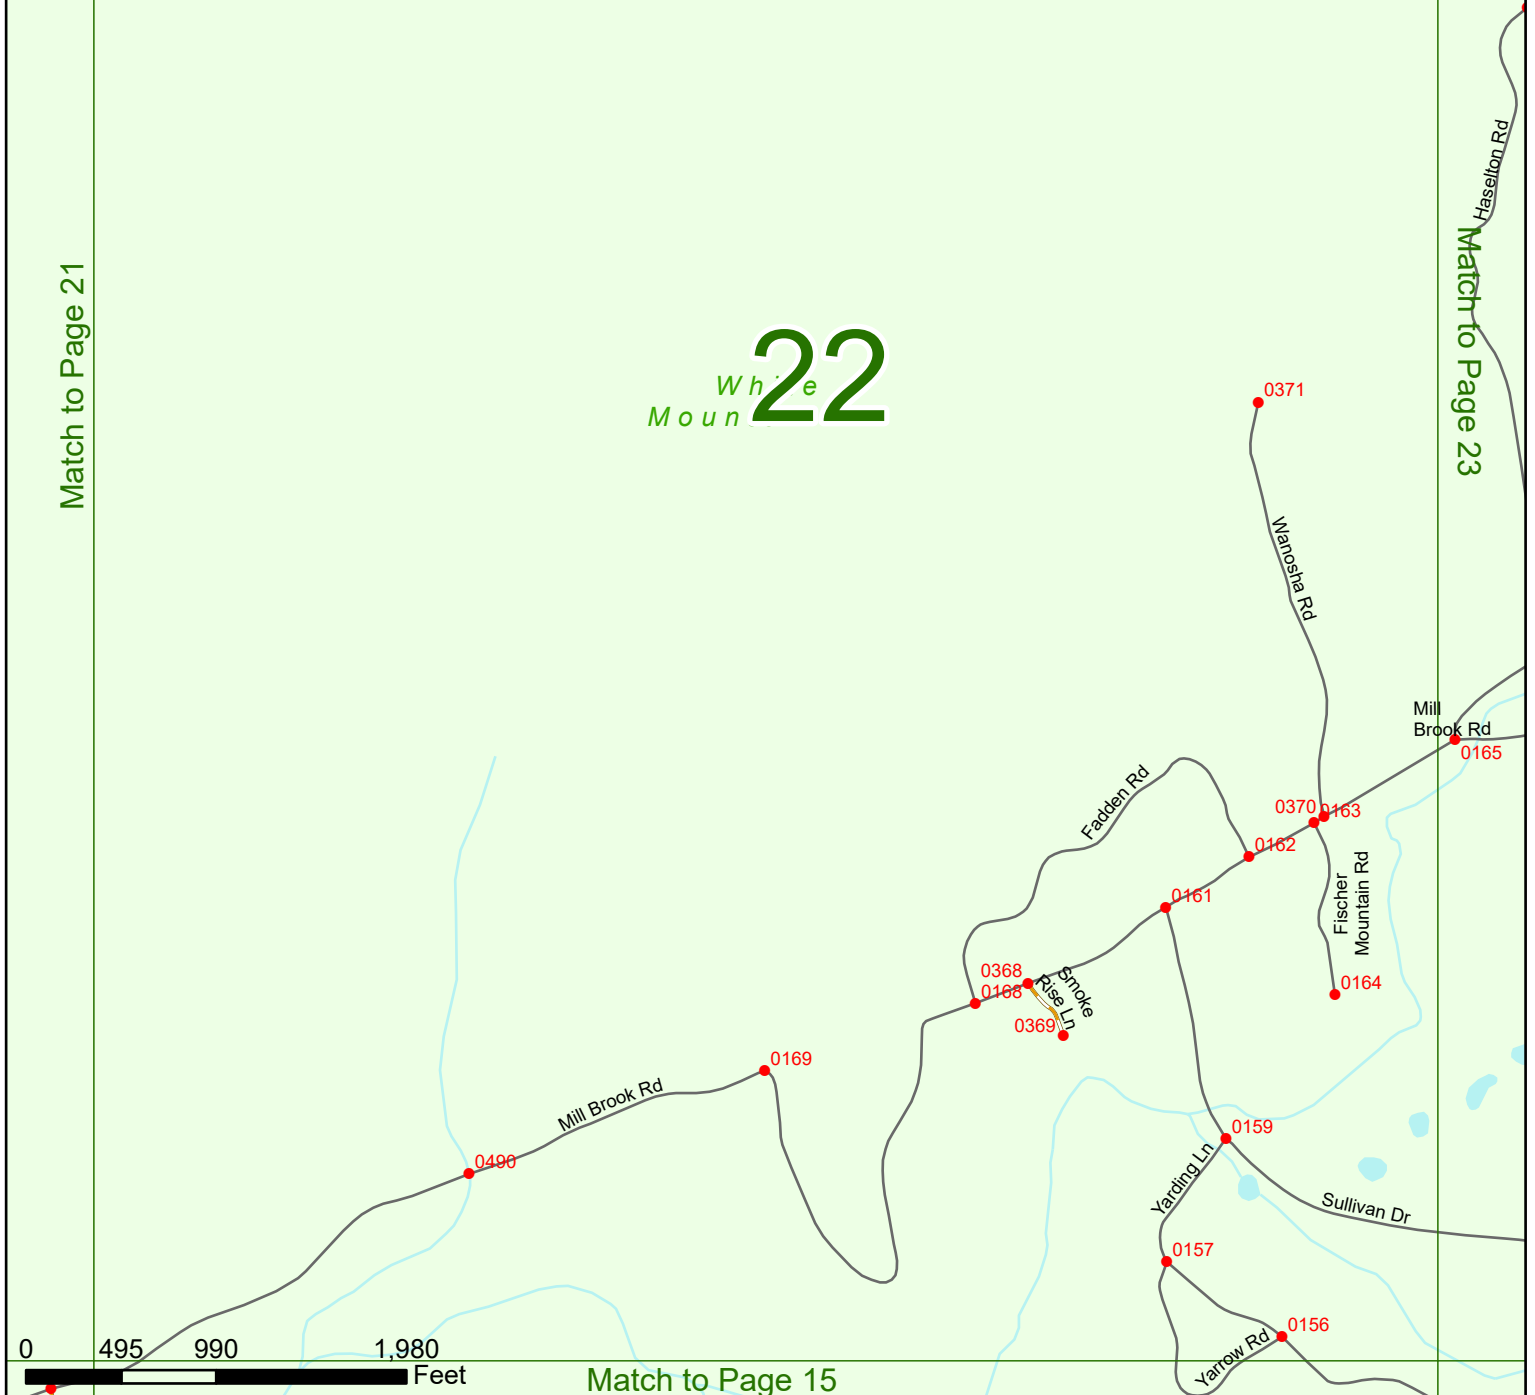 Haselton Rd
Match to Page 21
Match to Page 23
22
White
Moun
0371
Wanosha Rd
Mill
Brook Rd
0165
Fadden Rd
0370
0163
0162
Fischer
Mountain Rd
0161
0368
Smoke
Rise Ln
0164
0168
0369
0169
Mill Brook Rd
0159
0490
Yarding Ln
Sullivan Dr
0157
0156
Yarrow Rd
0 495 990 1,980
Feet
Match to Page 15